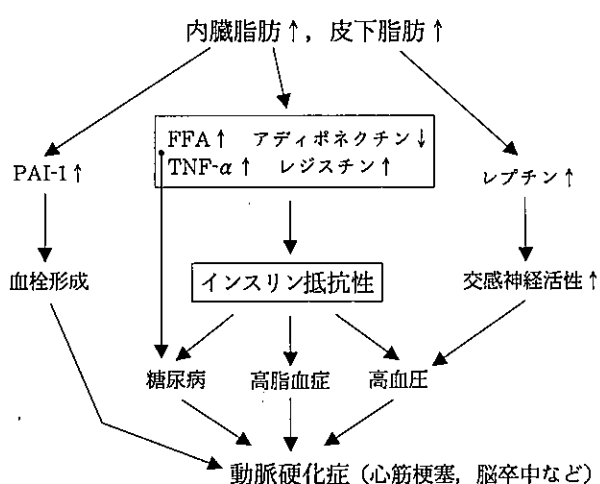 内臓脂肪↑，皮下脂肪↑
FFA↑　アディポネクチン↓
TNF-α↑　レジスチン↑
PAI-1↑
レプチン↑
血栓形成
インスリン抵抗性
交感神経活性↑
糖尿病
高脂血症
高血圧
動脈硬化症（心筋梗塞，脳卒中など）